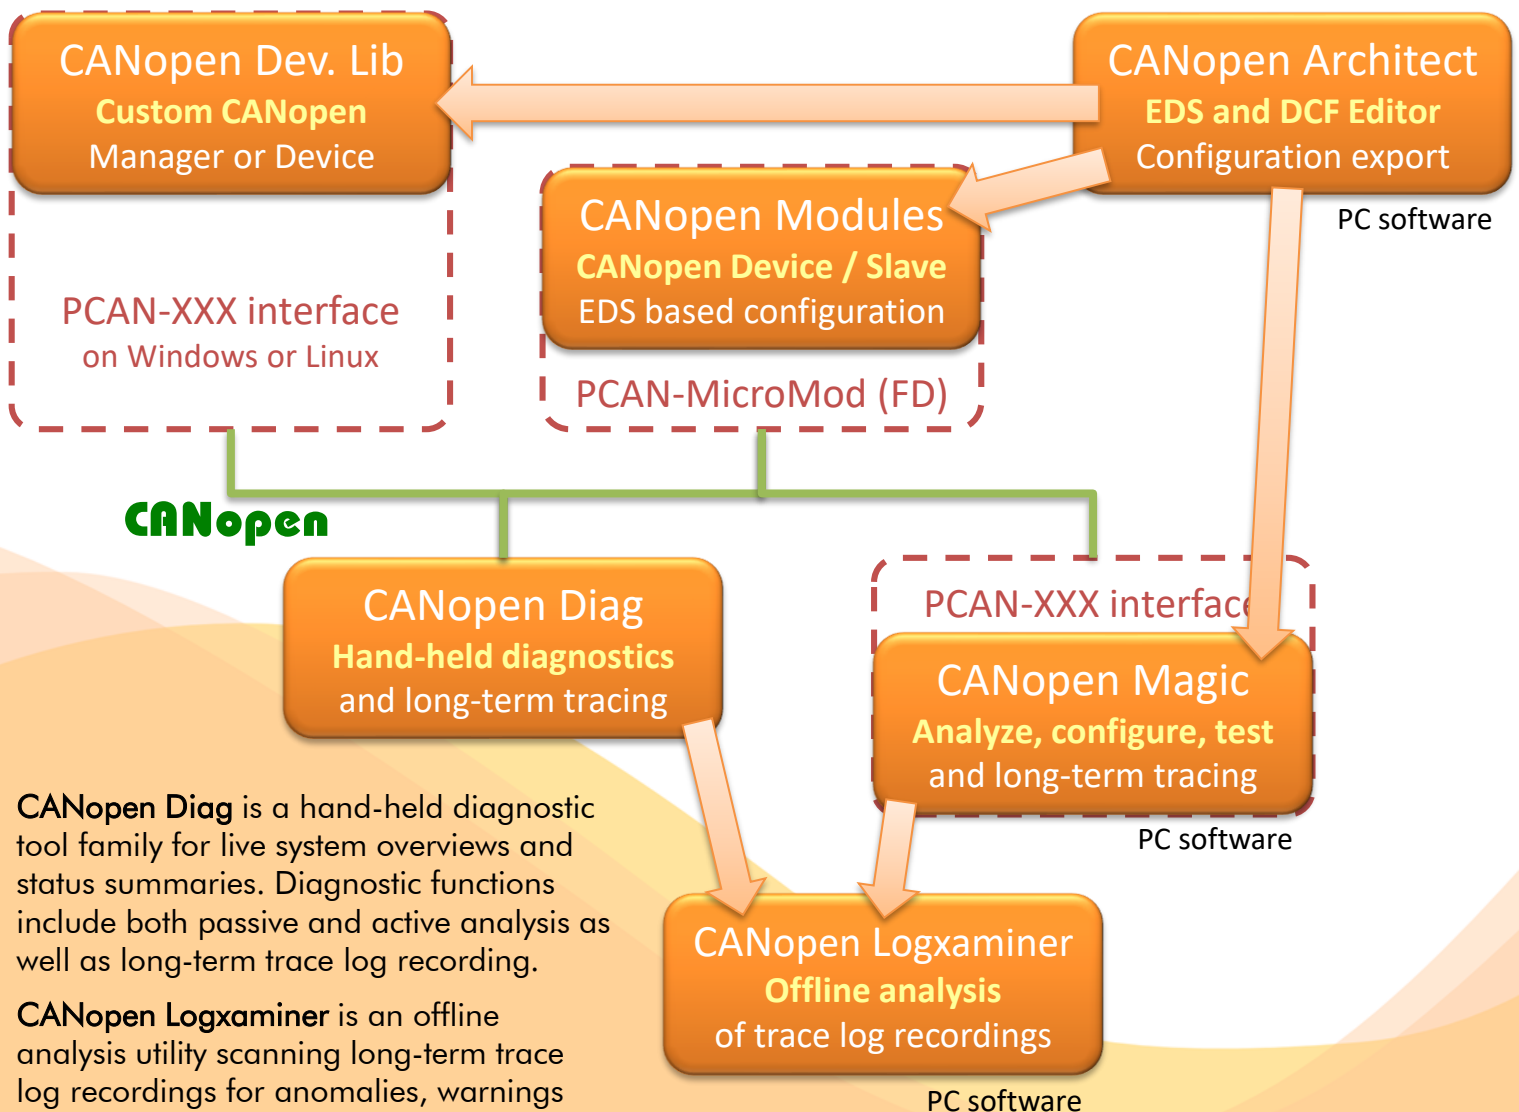 CANopen Dev. Lib
Custom CANopen
Manager or Device
CANopen Architect
EDS and DCF Editor
Configuration export
PC software
CANopen Modules
CANopen Device / Slave
EDS based configuration
PCAN-XXX interface
on Windows or Linux
PCAN-MicroMod (FD)
CANopen
CANopen Diag
Hand-held diagnostics
and long-term tracing
PCAN-XXX interface
CANopen Magic
Analyze, configure, test
and long-term tracing
PC software
CANopen Diag is a hand-held diagnostic
tool family for live system overviews and
status summaries. Diagnostic functions
include both passive and active analysis as
well as long-term trace log recording.
CANopen Logxaminer is an offline
analysis utility scanning long-term trace
log recordings for anomalies, warnings
CANopen Logxaminer
Offline analysis
of trace log recordings
PC software